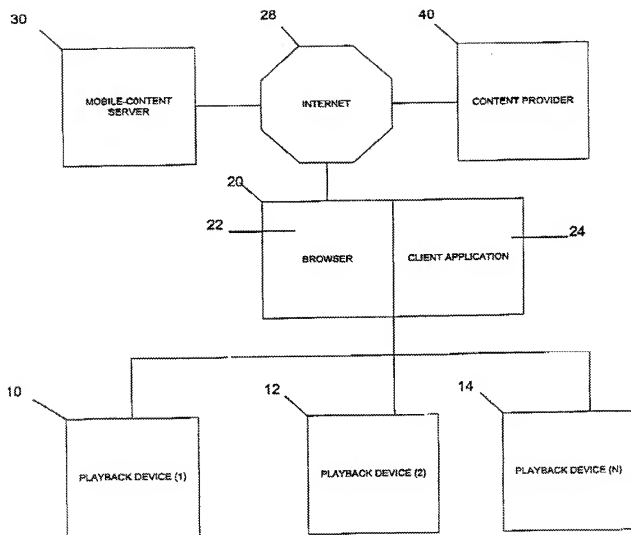 30
28
40
MOBILE-CONTENT
SERVER
INTERNET
CONTENT PROVIDER
20
22
24
BROWSER
CLIENT APPLICATION
10
12
14
PLAYBACK DEVICE (1)
PLAYBACK DEVICE (2)
PLAYBACK DEVICE (N)